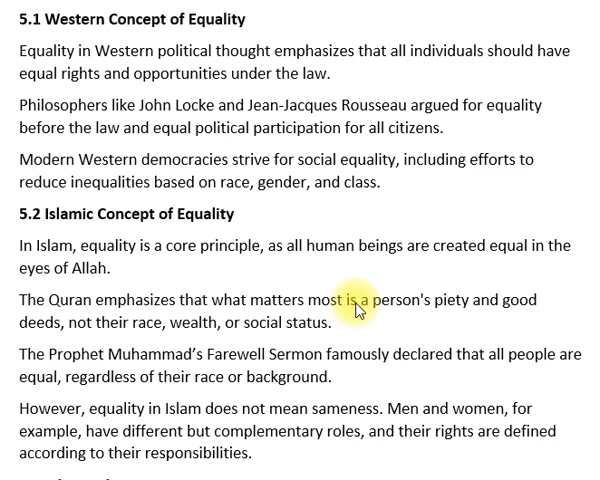 5.1 Western Concept of Equality
Equality in Western political thought emphasizes that all individuals should have
equal rights and opportunities under the law.
Philosophers like John Locke and Jean-Jacques Rousseau argued for equality
before the law and equal political participation for all citizens.
Modern Western democracies strive for social equality, including efforts to
reduce inequalities based on race, gender, and class.
5.2 Islamic Concept of Equality
In Islam, equality is a core principle, as all human beings are created equal in the
eyes of Allah.
The Quran emphasizes that what matters most is a person's piety and good
deeds, not their race, wealth, or social status.
The Prophet Muhammad’s Farewell Sermon famously declared that all people are
equal, regardless of their race or background.
However, equality in Islam does not mean sameness. Men and women, for
example, have different but complementary roles, and their rights are defined
according to their responsibilities.